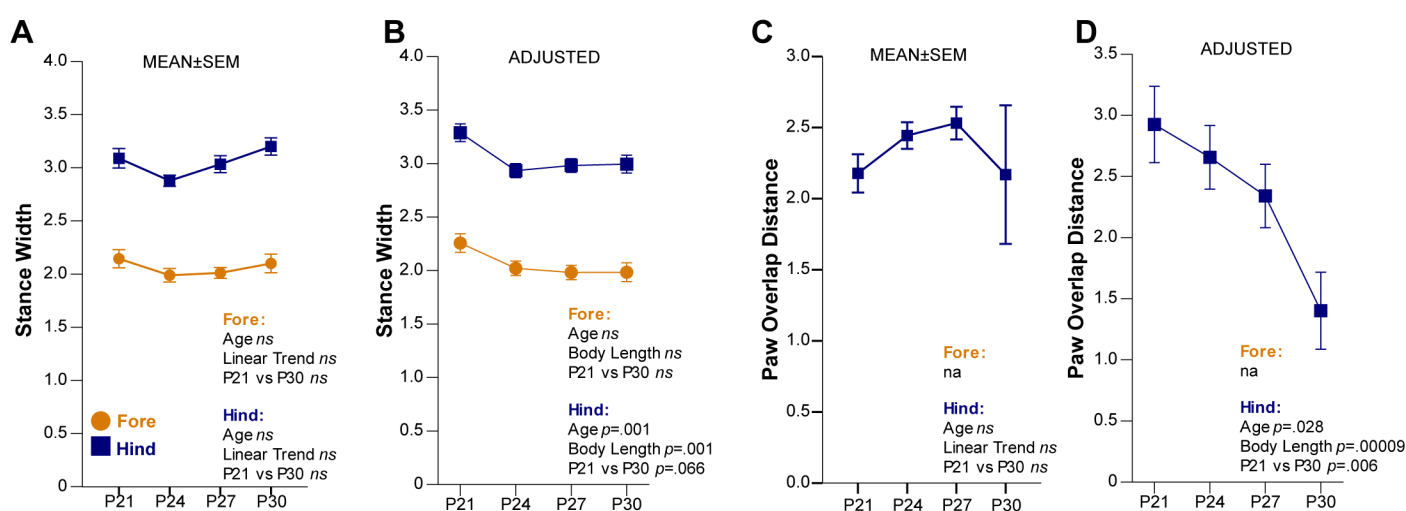 A
MEAN±SEM
Stance Width
4.0
3.5
3.0
2.5
2.0
1.5
1.0
0.5
0
P21 P24 P27 P30
Fore
Hind
Fore:
Age ns
Linear Trend ns
P21 vs P30 ns
Hind:
Age ns
Linear Trend ns
P21 vs P30 ns
B
ADJUSTED
Stance Width
4.0
3.5
3.0
2.5
2.0
1.5
1.0
0.5
0
P21 P24 P27 P30
Fore:
Age ns
Body Length ns
P21 vs P30 ns
Hind:
Age p=.001
Body Length p=.001
P21 vs P30 p=.066
C
MEAN±SEM
Paw Overlap Distance
3.0
2.5
2.0
1.5
1.0
0.5
0.0
P21 P24 P27 P30
Fore:
na
Hind:
Age ns
Linear Trend ns
P21 vs P30 ns
D
ADJUSTED
Paw Overlap Distance
3.5
3.0
2.5
2.0
1.5
1.0
0.5
0
P21 P24 P27 P30
Fore:
na
Hind:
Age p=.028
Body Length p=.00009
P21 vs P30 p=.006